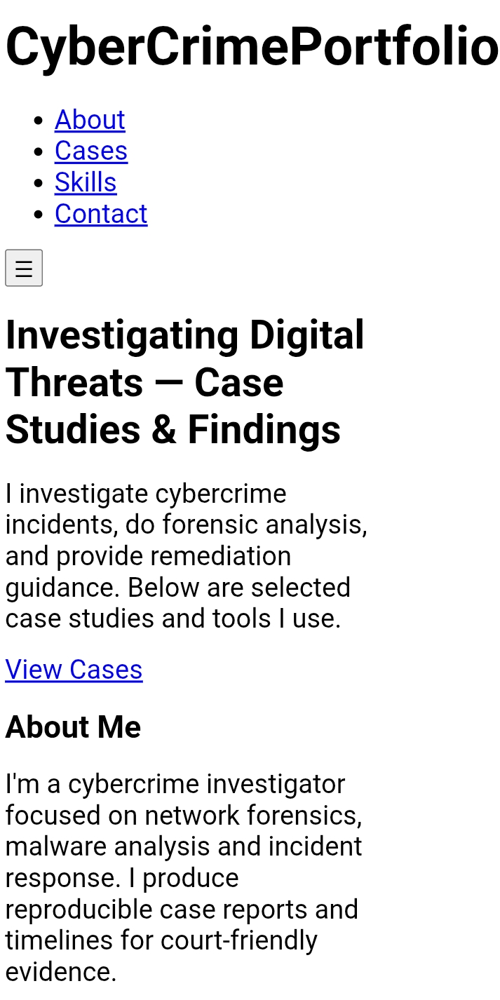 CyberCrimePortfolio
• About
• Cases
• Skills
• Contact
☰
Investigating Digital
Threats — Case
Studies & Findings
I investigate cybercrime
incidents, do forensic analysis,
and provide remediation
guidance. Below are selected
case studies and tools I use.
View Cases
About Me
I'm a cybercrime investigator
focused on network forensics,
malware analysis and incident
response. I produce
reproducible case reports and
timelines for court-friendly
evidence.